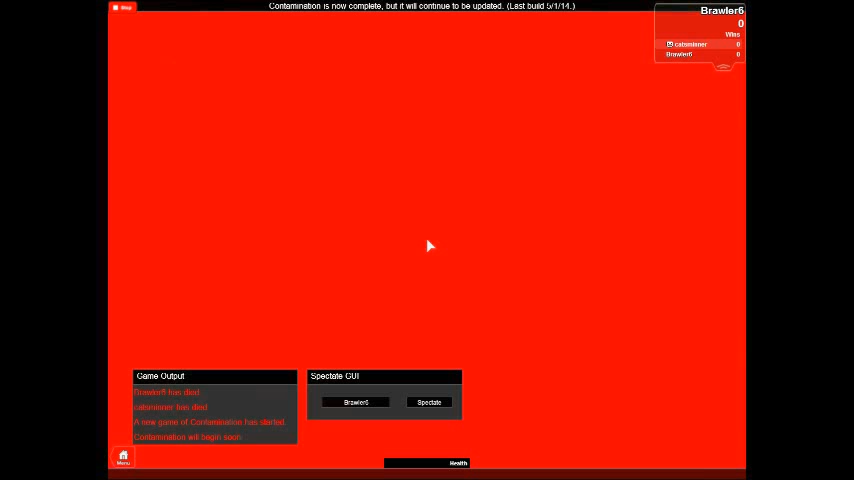 Contamination is now complete, but it will continue to be updated. (Last build 5/1/14.)
Brawler6
0
Wins
catsminner 0
Brawler6 0
Game Output
Brawler6 has died
catsminner has died
A new game of Contamination has started.
Contamination will begin soon
Spectate GUI
Brawler6 Spectate
Menu
Health